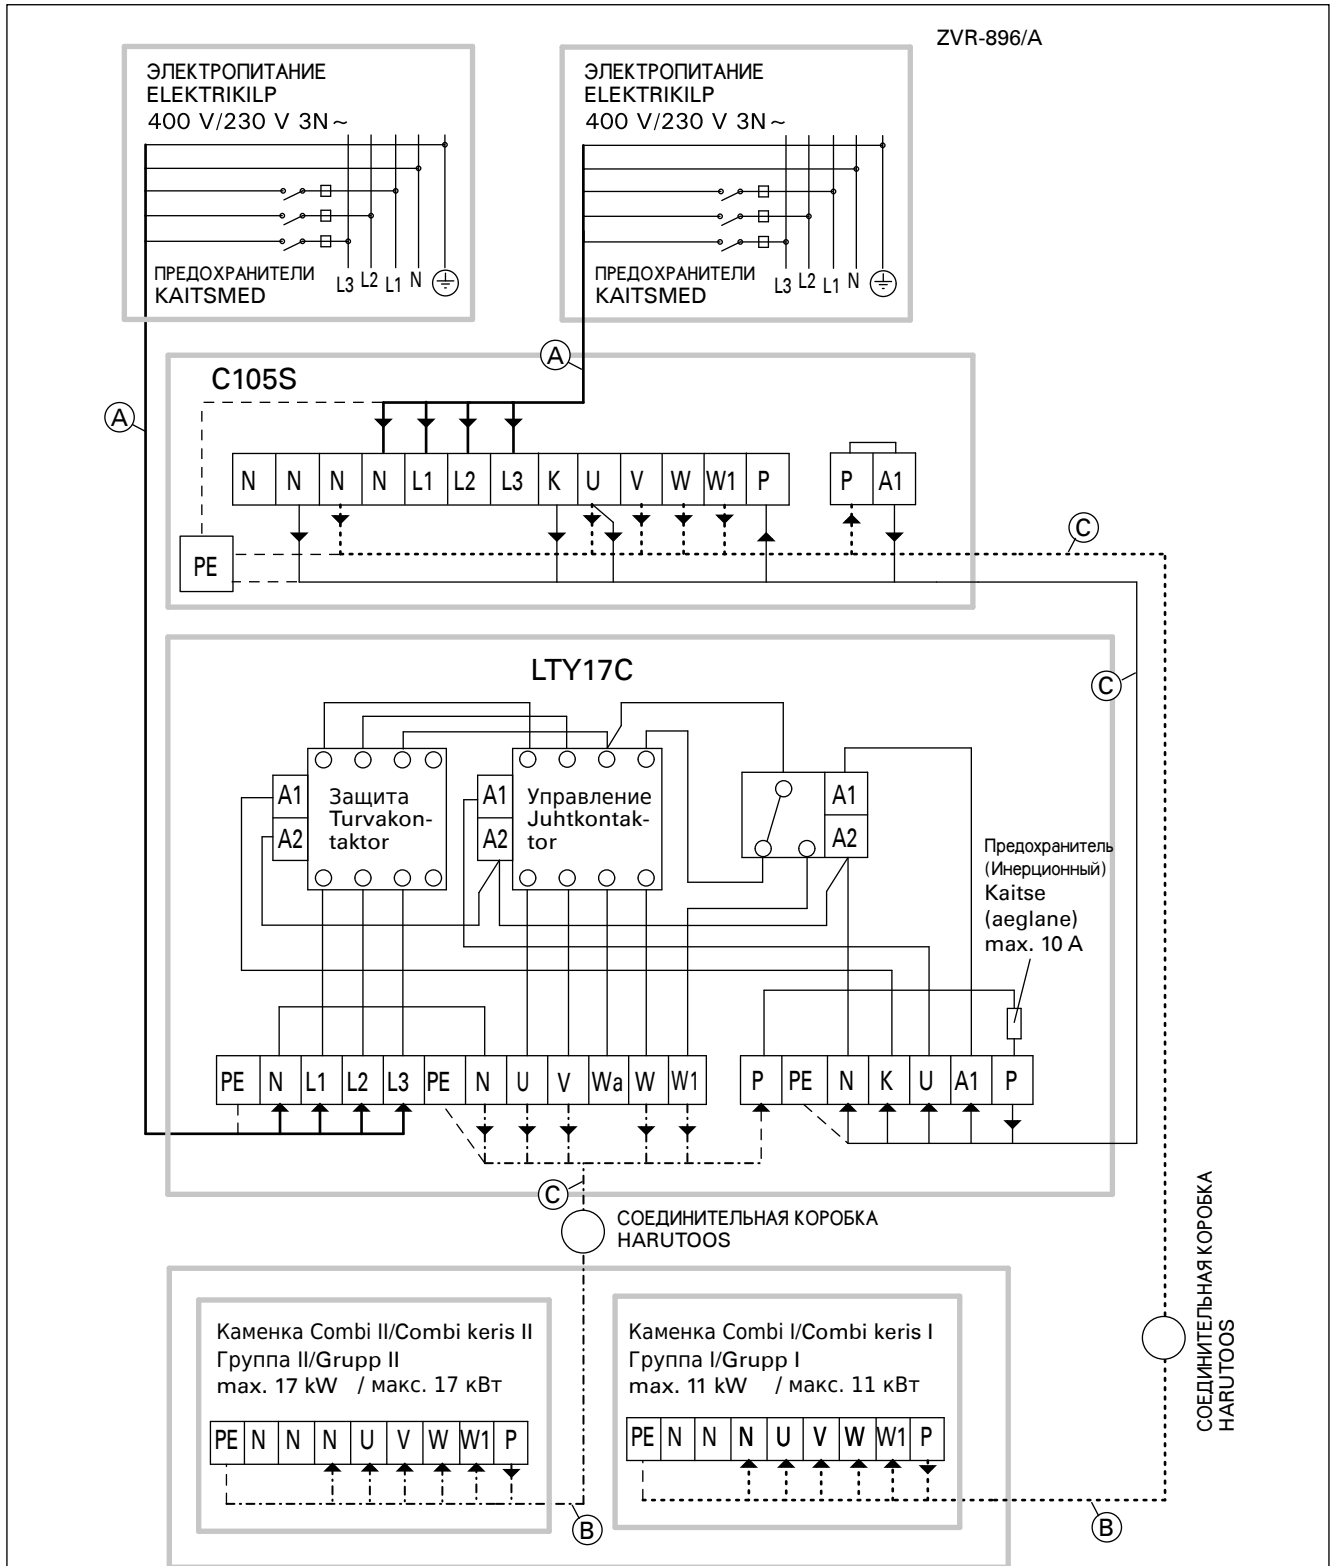 ZVR-896/A
ЭЛЕКТРОПИТАНИЕ
ELEKTRIKILP
400 V/230 V 3N~
ПРЕДОХРАНИТЕЛИ
KAITSMED
L3 L2 L1 N
ЭЛЕКТРОПИТАНИЕ
ELEKTRIKILP
400 V/230 V 3N~
ПРЕДОХРАНИТЕЛИ
KAITSMED
L3 L2 L1 N
A
A
C105S
N N N N L1 L2 L3 K U V W W1 P
P A1
PE
C
C
LTY17C
A1
A2
Защита
Turvakon-
taktor
A1
A2
Управление
Juhtkontak-
tor
A1
A2
Предохранитель
(Инерционный)
Kaitse
(aeglane)
max. 10 A
PE N L1 L2 L3 PE N U V Wa W W1
P PE N K U A1 P
C
СОЕДИНИТЕЛЬНАЯ КОРОБКА
HARUTOOS
СОЕДИНИТЕЛЬНАЯ КОРОБКА
HARUTOOS
Каменка Combi II/Combi keris II
Группа II/Grupp II
max. 17 kW / макс. 17 кВт
PE N N N U V W W1 P
B
Каменка Combi I/Combi keris I
Группа I/Grupp I
max. 11 kW / макс. 11 кВт
PE N N N U V W W1 P
B